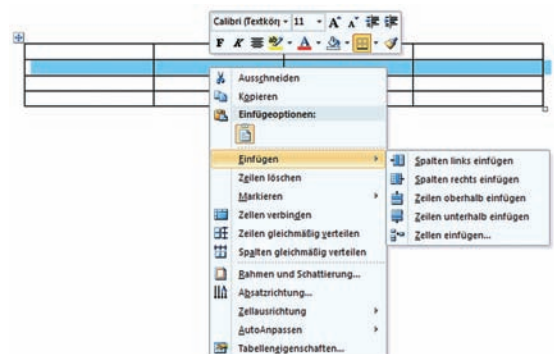 Calibri (Textkörp 11 A A
F K
Ausschneiden
Kopieren
Einfügeoptionen:
Einfügen
Zeilen löschen
Markieren
Zellen verbinden
Zeilen gleichmäßig verteilen
Spalten gleichmäßig verteilen
Rahmen und Schattierung...
Absatzrichtung...
Zellausrichtung
AutoAnpassen
Tabelleneigenschaften...
Spalten links einfügen
Spalten rechts einfügen
Zeilen oberhalb einfügen
Zeilen unterhalb einfügen
Zellen einfügen...